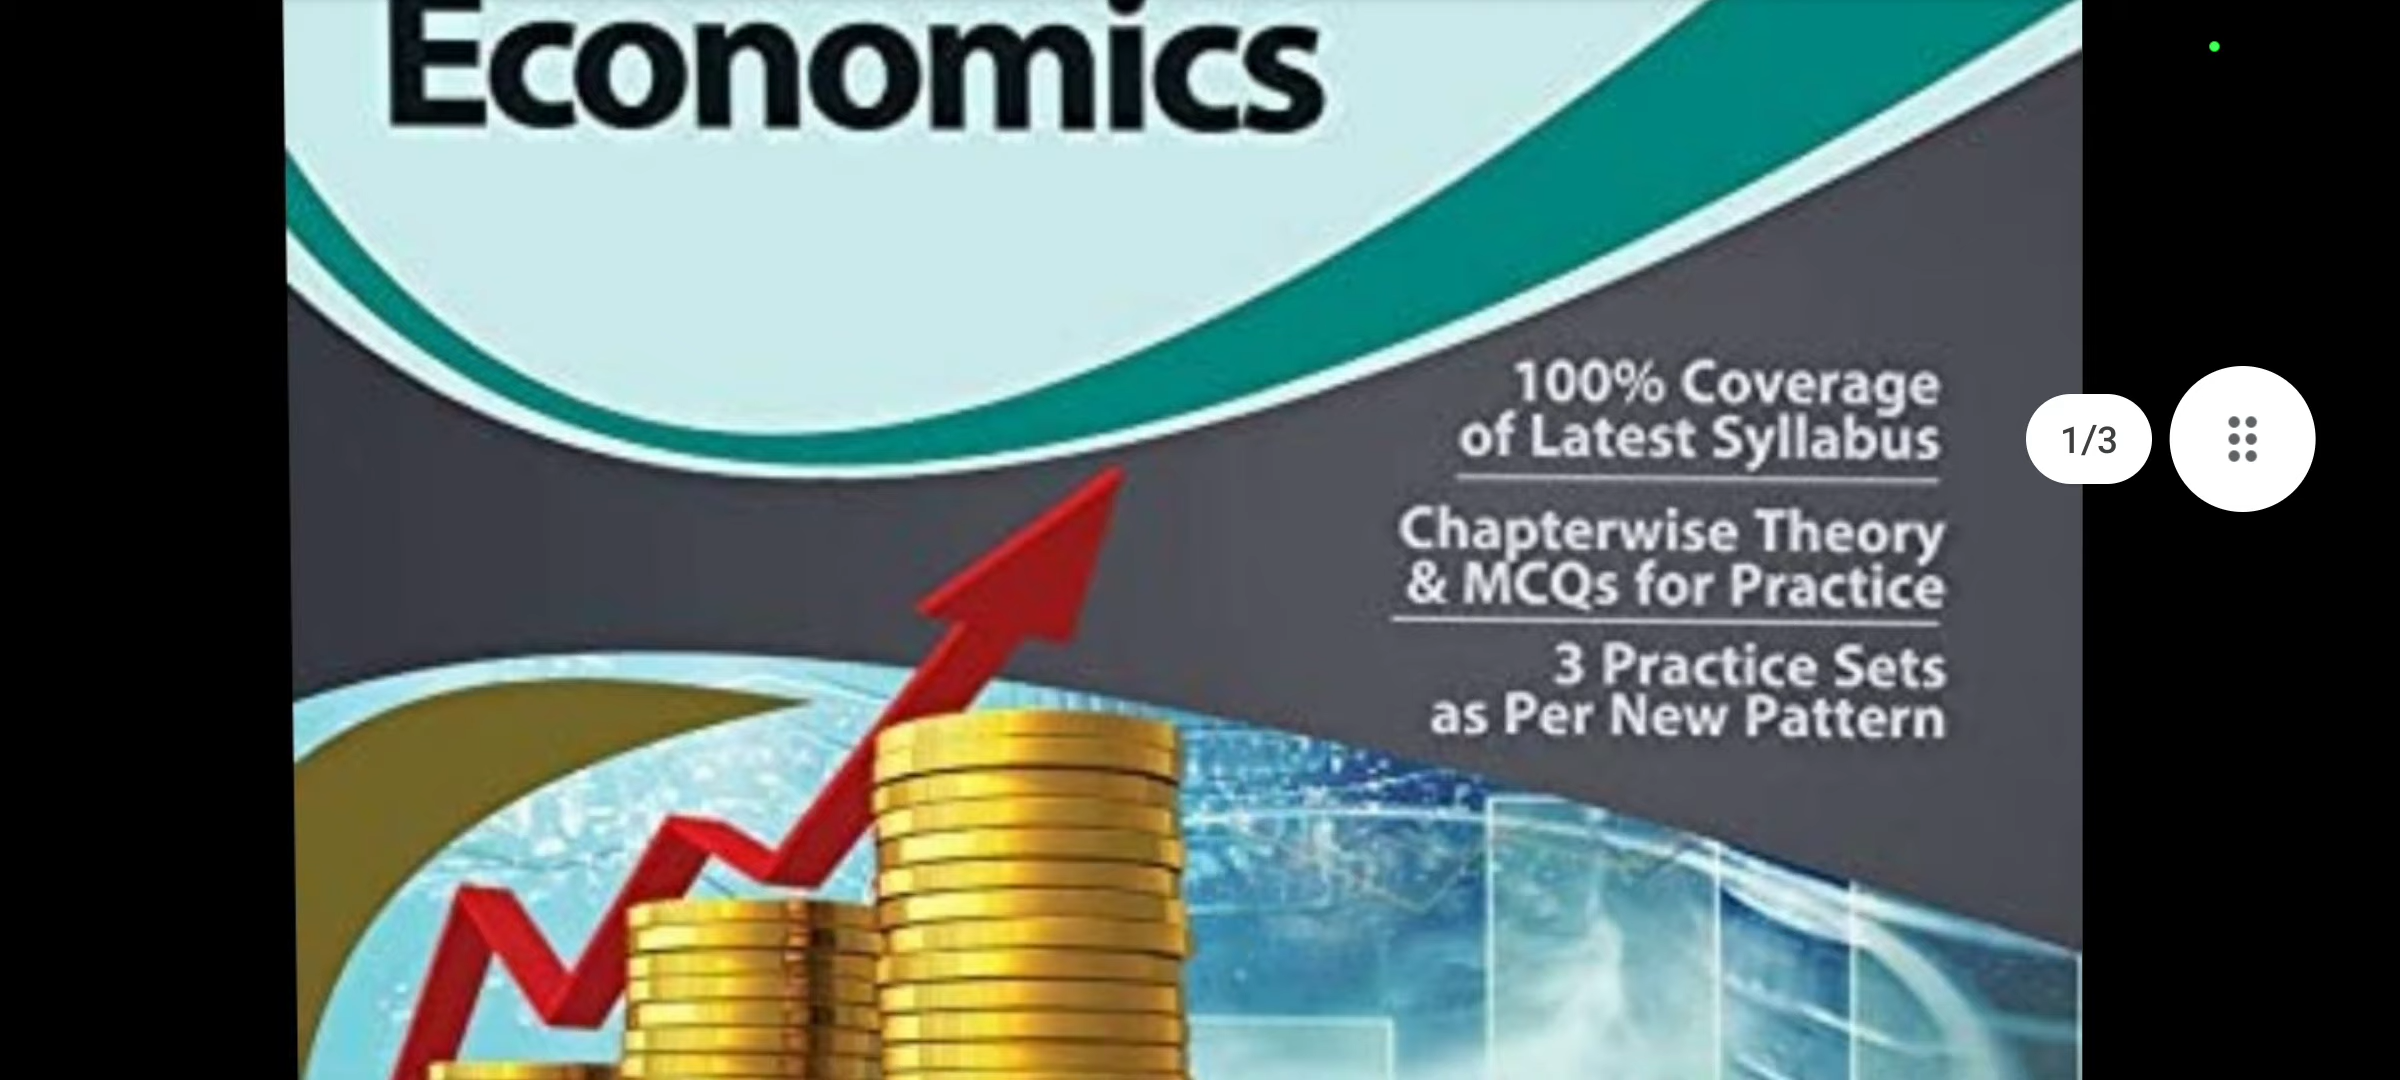 Economics
100% Coverage
of Latest Syllabus
Chapterwise Theory
& MCQs for Practice
3 Practice Sets
as Per New Pattern
1/3